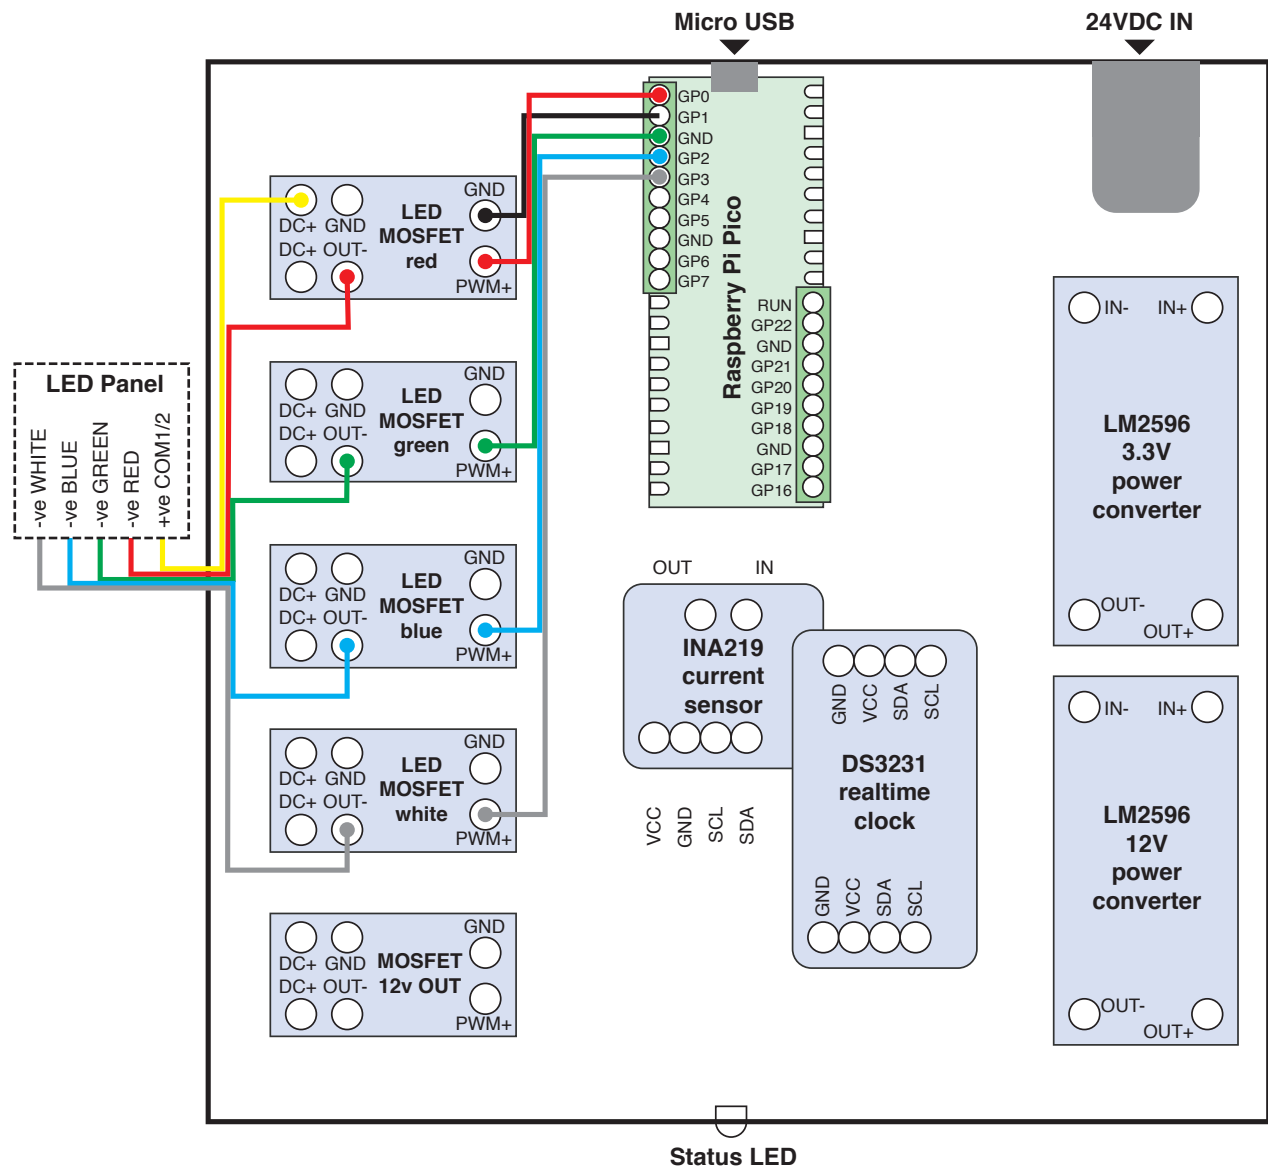 Micro USB
24VDC IN
GP0
GP1
GND
GP2
GP3
GP4
GP5
GND
GP6
GP7
Raspberry Pi Pico
RUN
GP22
GND
GP21
GP20
GP19
GP18
GND
GP17
GP16
GND
LED
MOSFET
red
DC+ GND
DC+ OUT-
PWM+
GND
LED
MOSFET
green
DC+ GND
DC+ OUT-
PWM+
LED Panel
-ve WHITE
-ve BLUE
-ve GREEN
-ve RED
+ve COM1/2
GND
LED
MOSFET
blue
DC+ GND
DC+ OUT-
PWM+
GND
LED
MOSFET
white
DC+ GND
DC+ OUT-
PWM+
GND
MOSFET
12v OUT
DC+ GND
DC+ OUT-
PWM+
OUT IN
INA219
current
sensor
VCC
GND
SCL
SDA
GND
VCC
SDA
SCL
DS3231
realtime
clock
GND
VCC
SDA
SCL
IN- IN+
LM2596
3.3V
power
converter
OUT-
OUT+
IN- IN+
LM2596
12V
power
converter
OUT-
OUT+
Status LED